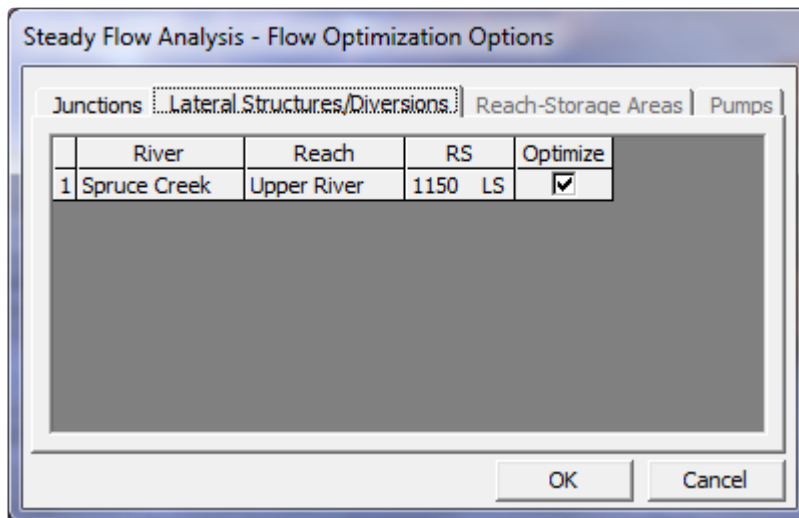 Steady Flow Analysis - Flow Optimization Options
Junctions Lateral Structures/Diversions Reach-Storage Areas Pumps
River Reach RS Optimize
1 Spruce Creek Upper River 1150 LS
OK Cancel